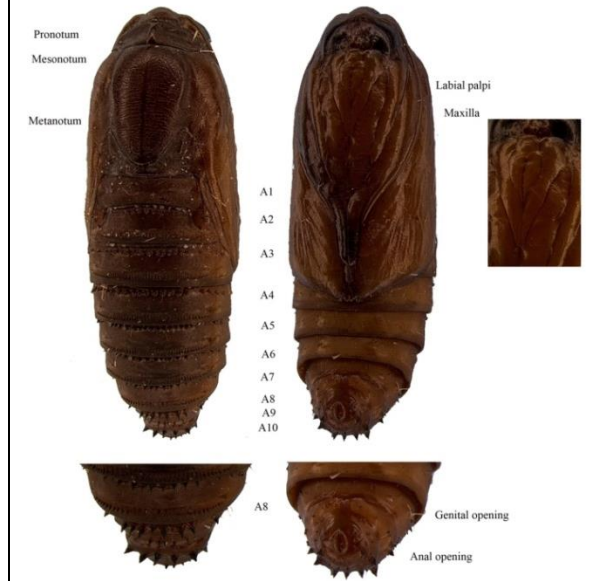 Pronotum
Mesonotum
Metanotum
Labial palpi
Maxilla
A1
A2
A3
A4
A5
A6
A7
A8
A9
A10
A8
Genital opening
Anal opening